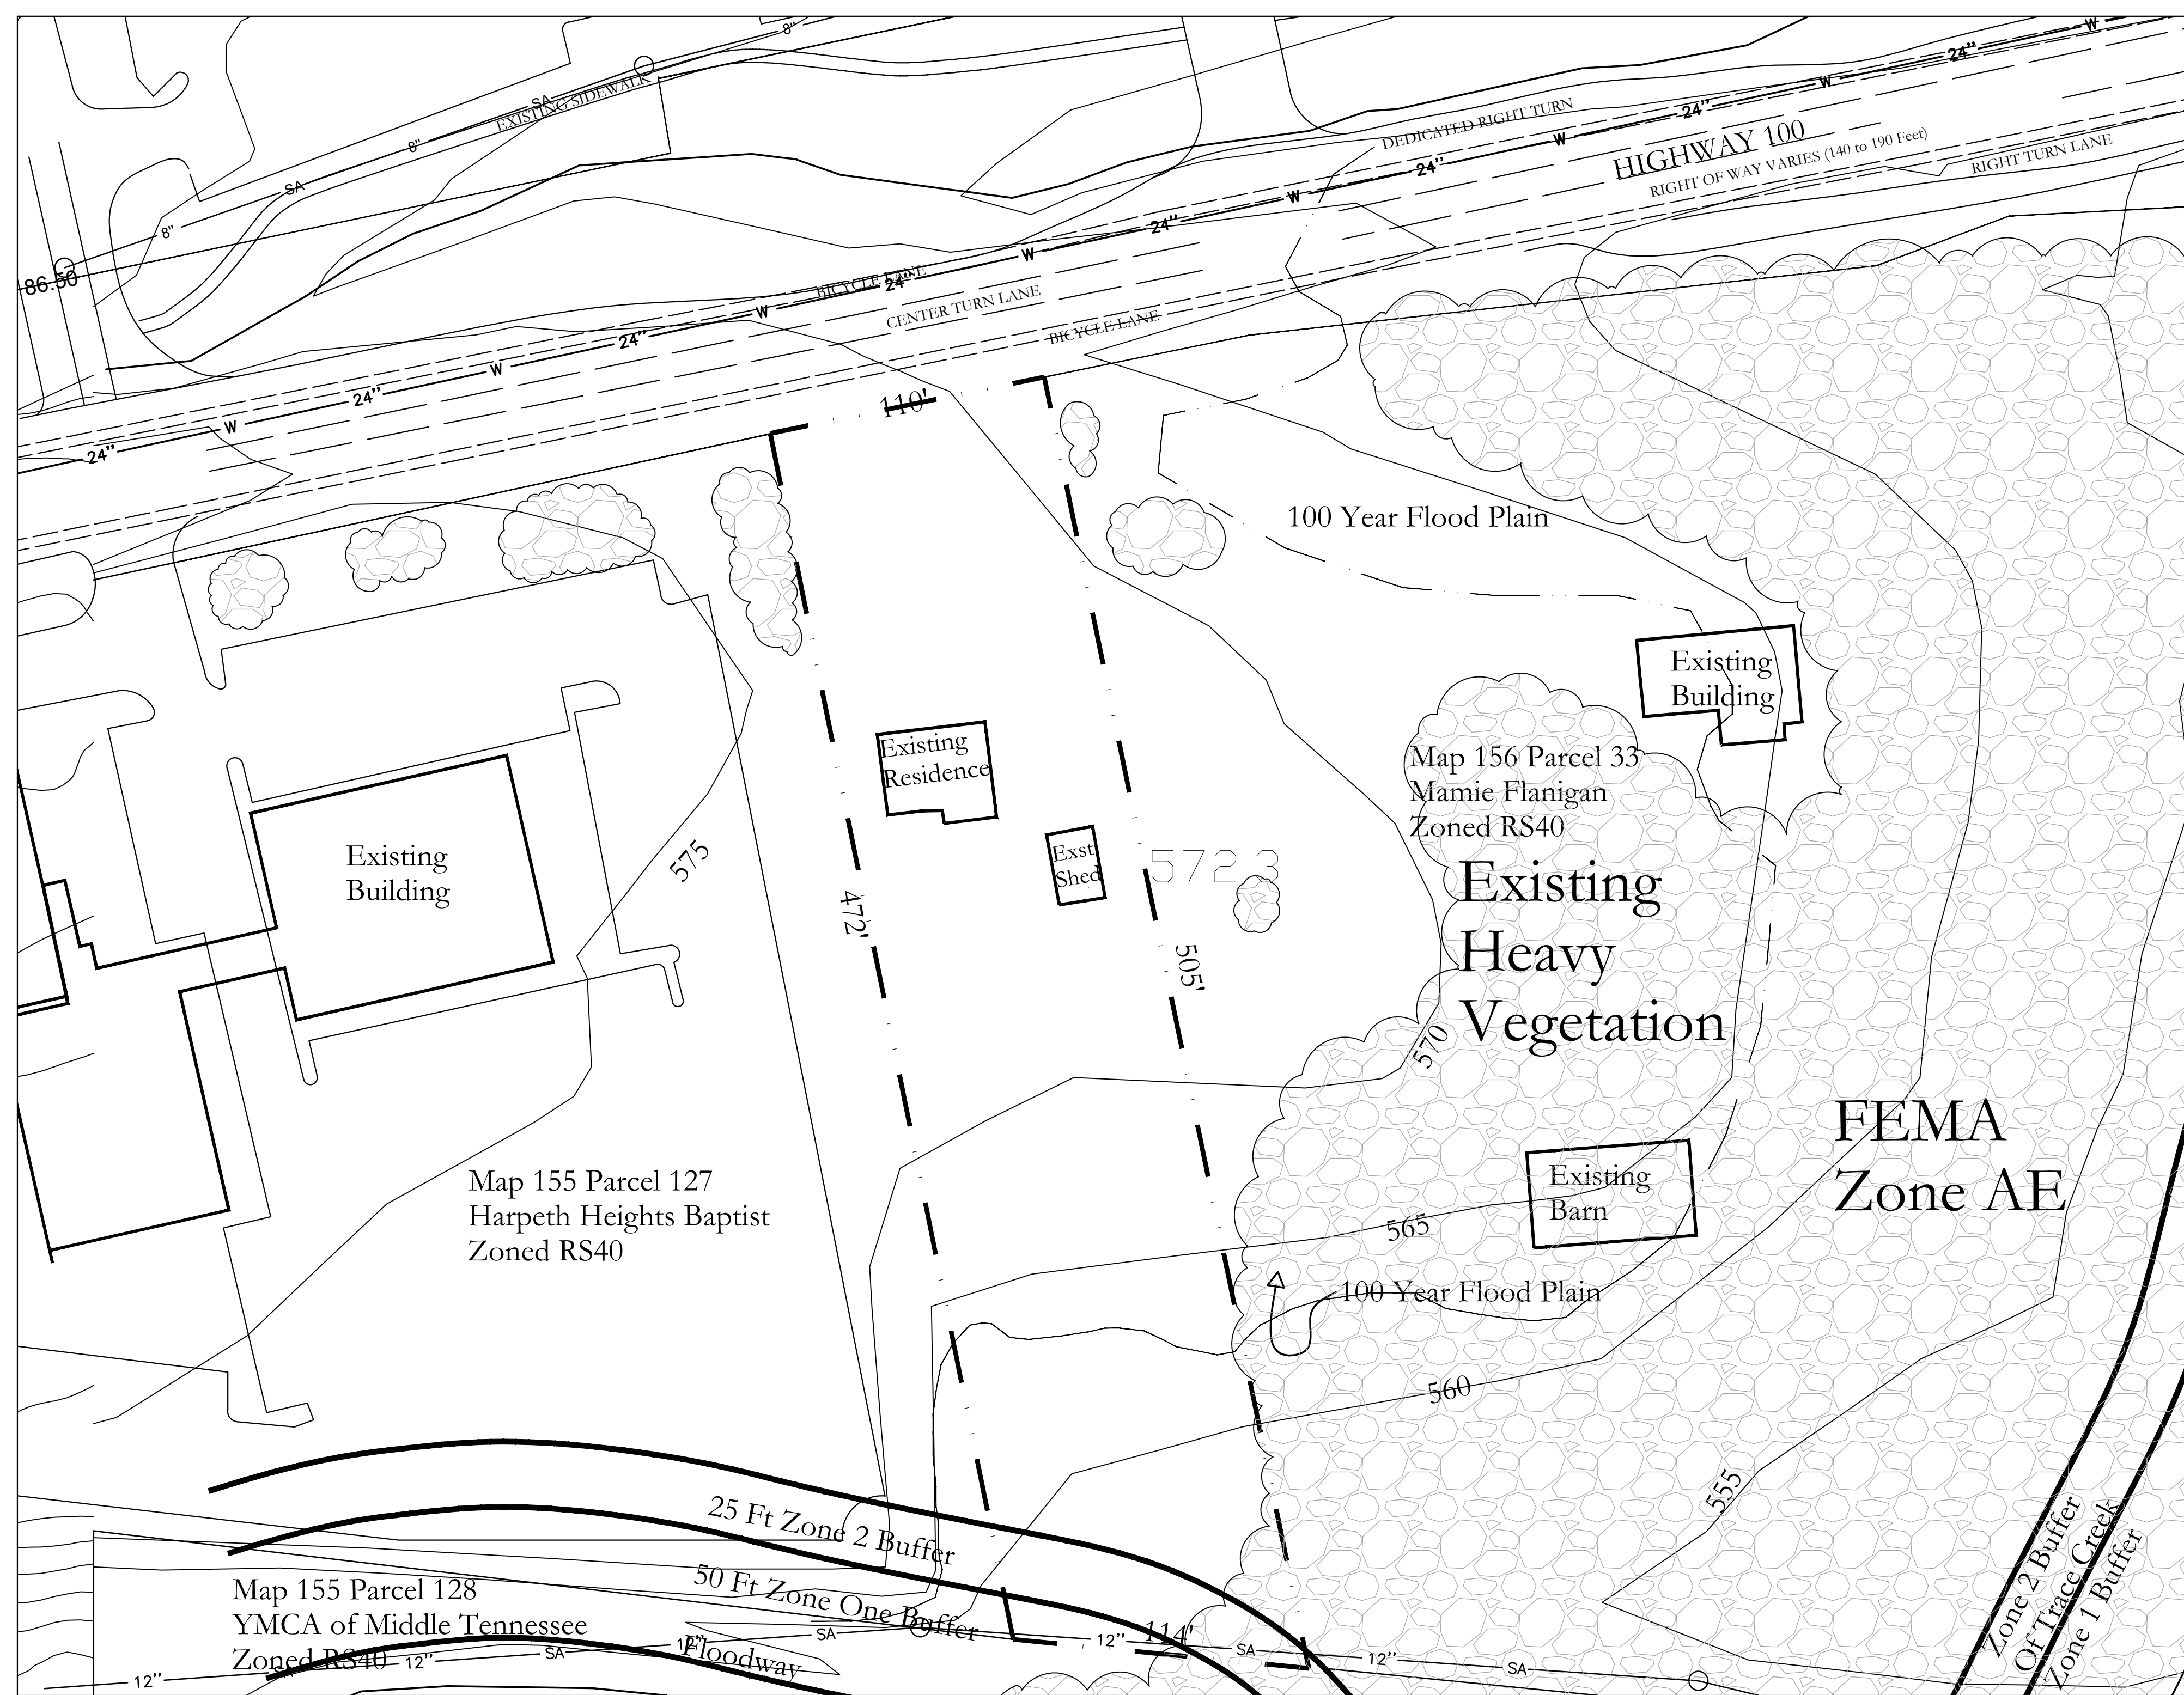 8"
SA
EXISTING SIDEWALK
8"
SA
8"
86.50
W
24"
W
24"
W
24"
W
24"
W
24"
W
24"
W
24"
W
24"
DEDICATED RIGHT TURN
HIGHWAY 100
RIGHT OF WAY VARIES (140 to 190 Feet)
RIGHT TURN LANE
BICYCLE LANE
CENTER TURN LANE
BICYCLE LANE
110'
100 Year Flood Plain
Existing
Building
Existing
Residence
Map 156 Parcel 33
Mamie Flanigan
Zoned RS40
Existing
Building
575
Exst
Shed
572.3
Existing
Heavy
Vegetation
472'
505'
570
FEMA
Zone AE
Map 155 Parcel 127
Harpeth Heights Baptist
Zoned RS40
Existing
Barn
565
100 Year Flood Plain
560
555
25 Ft Zone 2 Buffer
50 Ft Zone One Buffer
Zone 2 Buffer
Of Trace Creek
Zone 1 Buffer
Map 155 Parcel 128
YMCA of Middle Tennessee
Zoned RS40
Floodway
114'
12"
SA
12"
SA
12"
SA
12"
SA
12"
SA